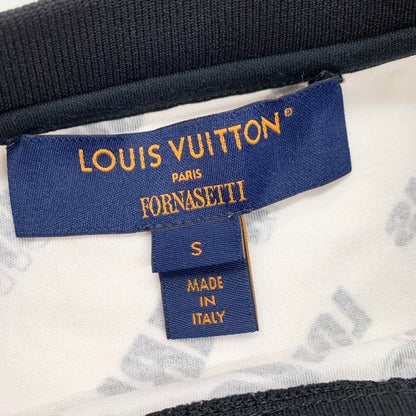 LOUIS VUITTON®
PARIS
FORNASETTI
S
MADE
IN
ITALY